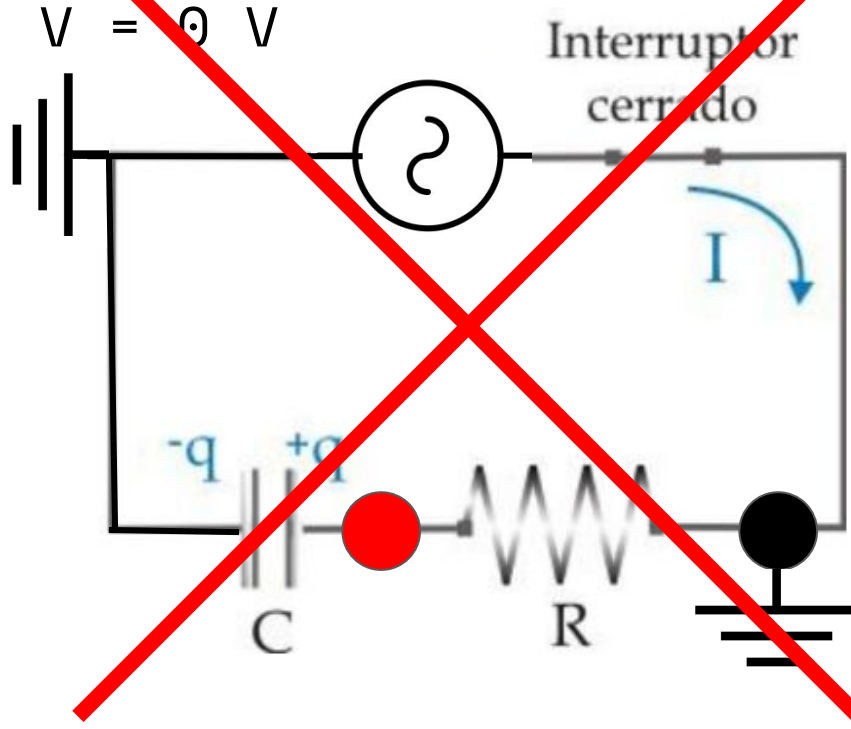 V = 0 V
Interruptor
cerrado
I
-q +q
C
R